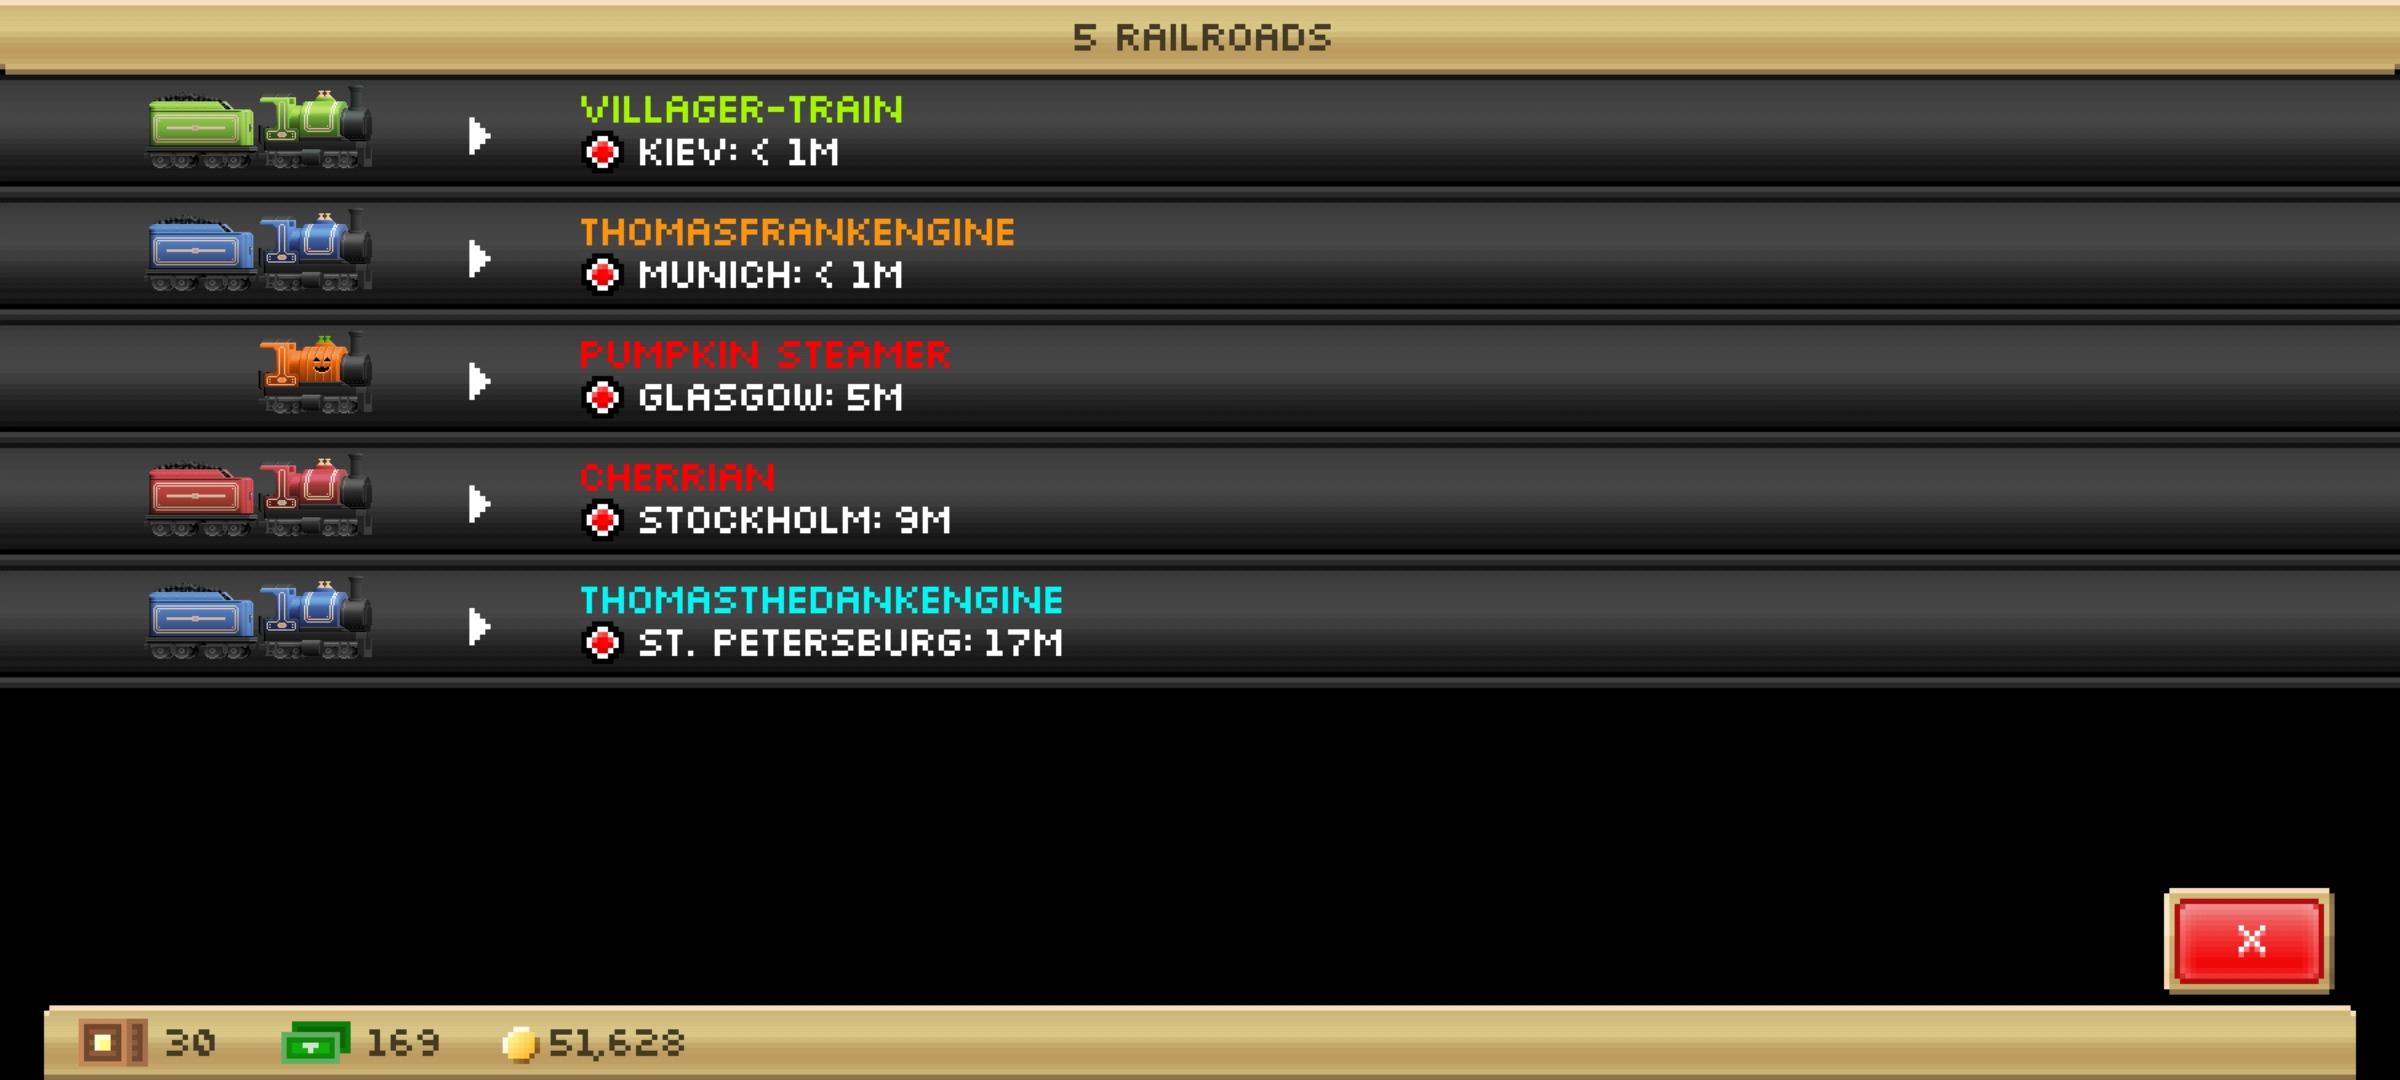 5 RAILROADS
VILLAGER-TRAIN
KIEV: < 1M
THOMASFRANKENGINE
MUNICH: < 1M
PUMPKIN STEAMER
GLASGOW: 5M
CHERRIAN
STOCKHOLM: 9M
THOMASTHEDANKENGINE
ST. PETERSBURG: 17M
X
30 169 51,628